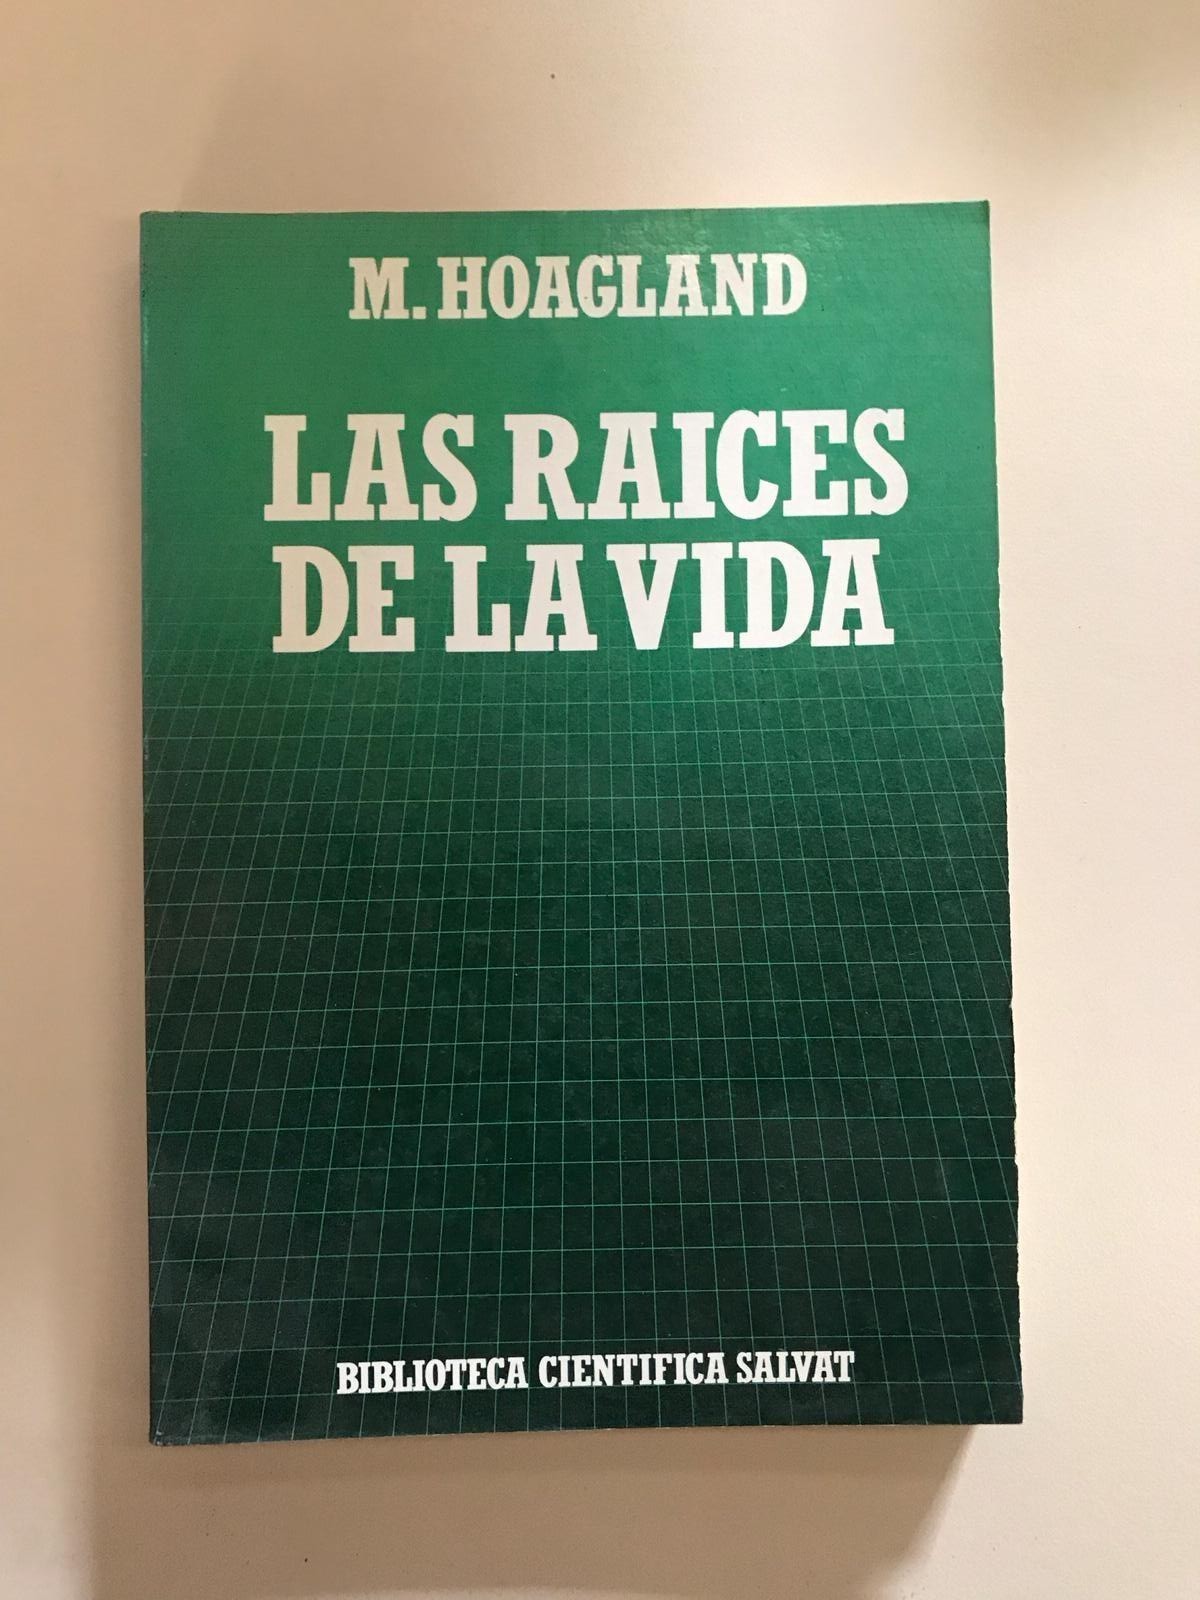 M. HOAGLAND
LAS RAICES
DE LA VIDA
BIBLIOTECA CIENTIFICA SALVAT